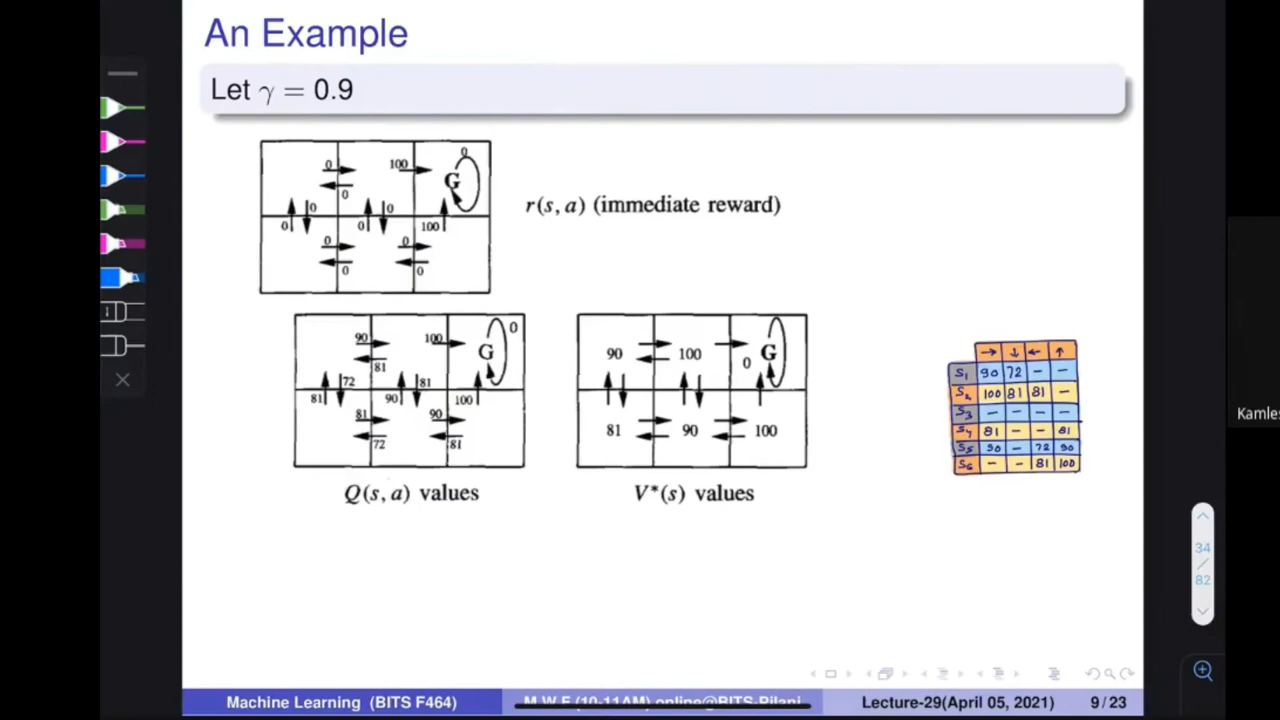 An Example
Let γ = 0.9
0 100 0
G
0
0 0 0 0 100
0 0
0 0
r(s, a) (immediate reward)
90 100 0
G
81
72 81
81 90 100
81 90
72 81
Q(s, a) values
90 100 0 G
81 90 100
V*(s) values
→ ↓ ← ↑
S1 90 72 - -
S2 100 81 81 -
S3 - - - -
S4 81 - - 81
S5 90 - 72 90
S6 - - 81 100
Kamles
34
/
82
Machine Learning (BITS F464) M W F (10-11AM) online@BITS-Pilani Lecture-29(April 05, 2021) 9 / 23